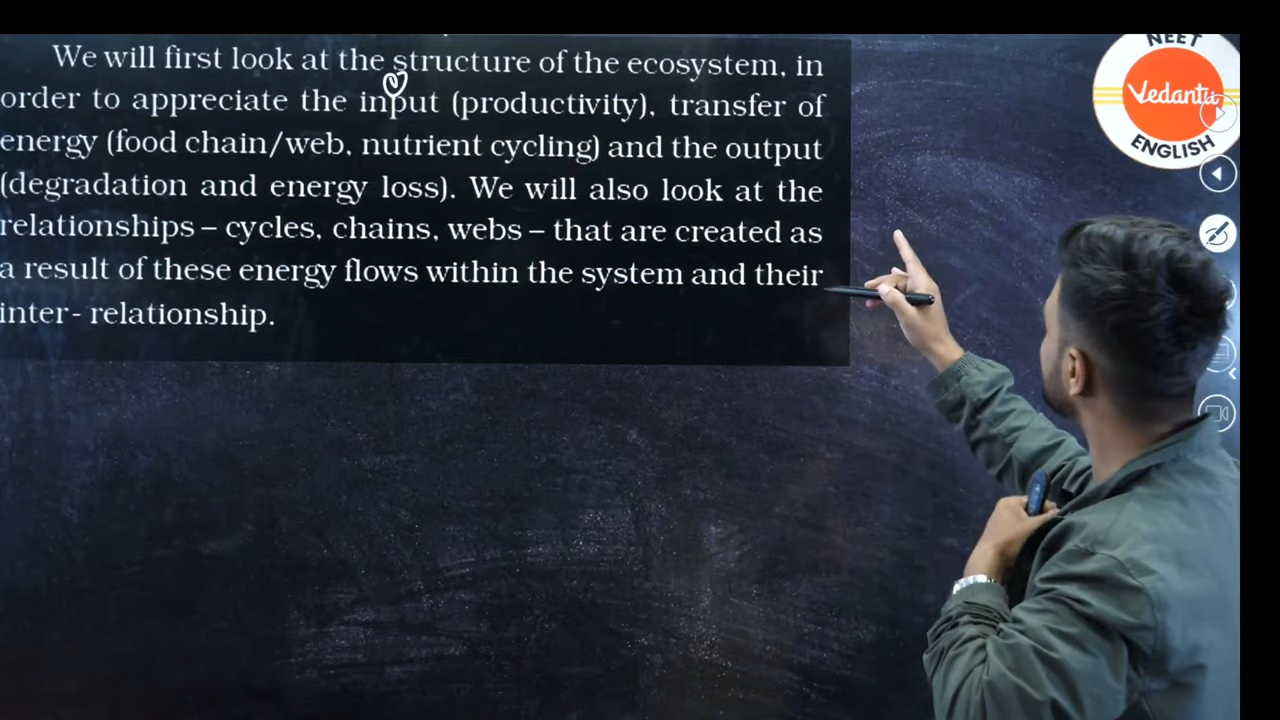 We will first look at the structure of the ecosystem, in
order to appreciate the input (productivity), transfer of
energy (food chain/web, nutrient cycling) and the output
(degradation and energy loss). We will also look at the
relationships – cycles, chains, webs – that are created as
a result of these energy flows within the system and their
inter- relationship.
NEET
Vedantu
ENGLISH